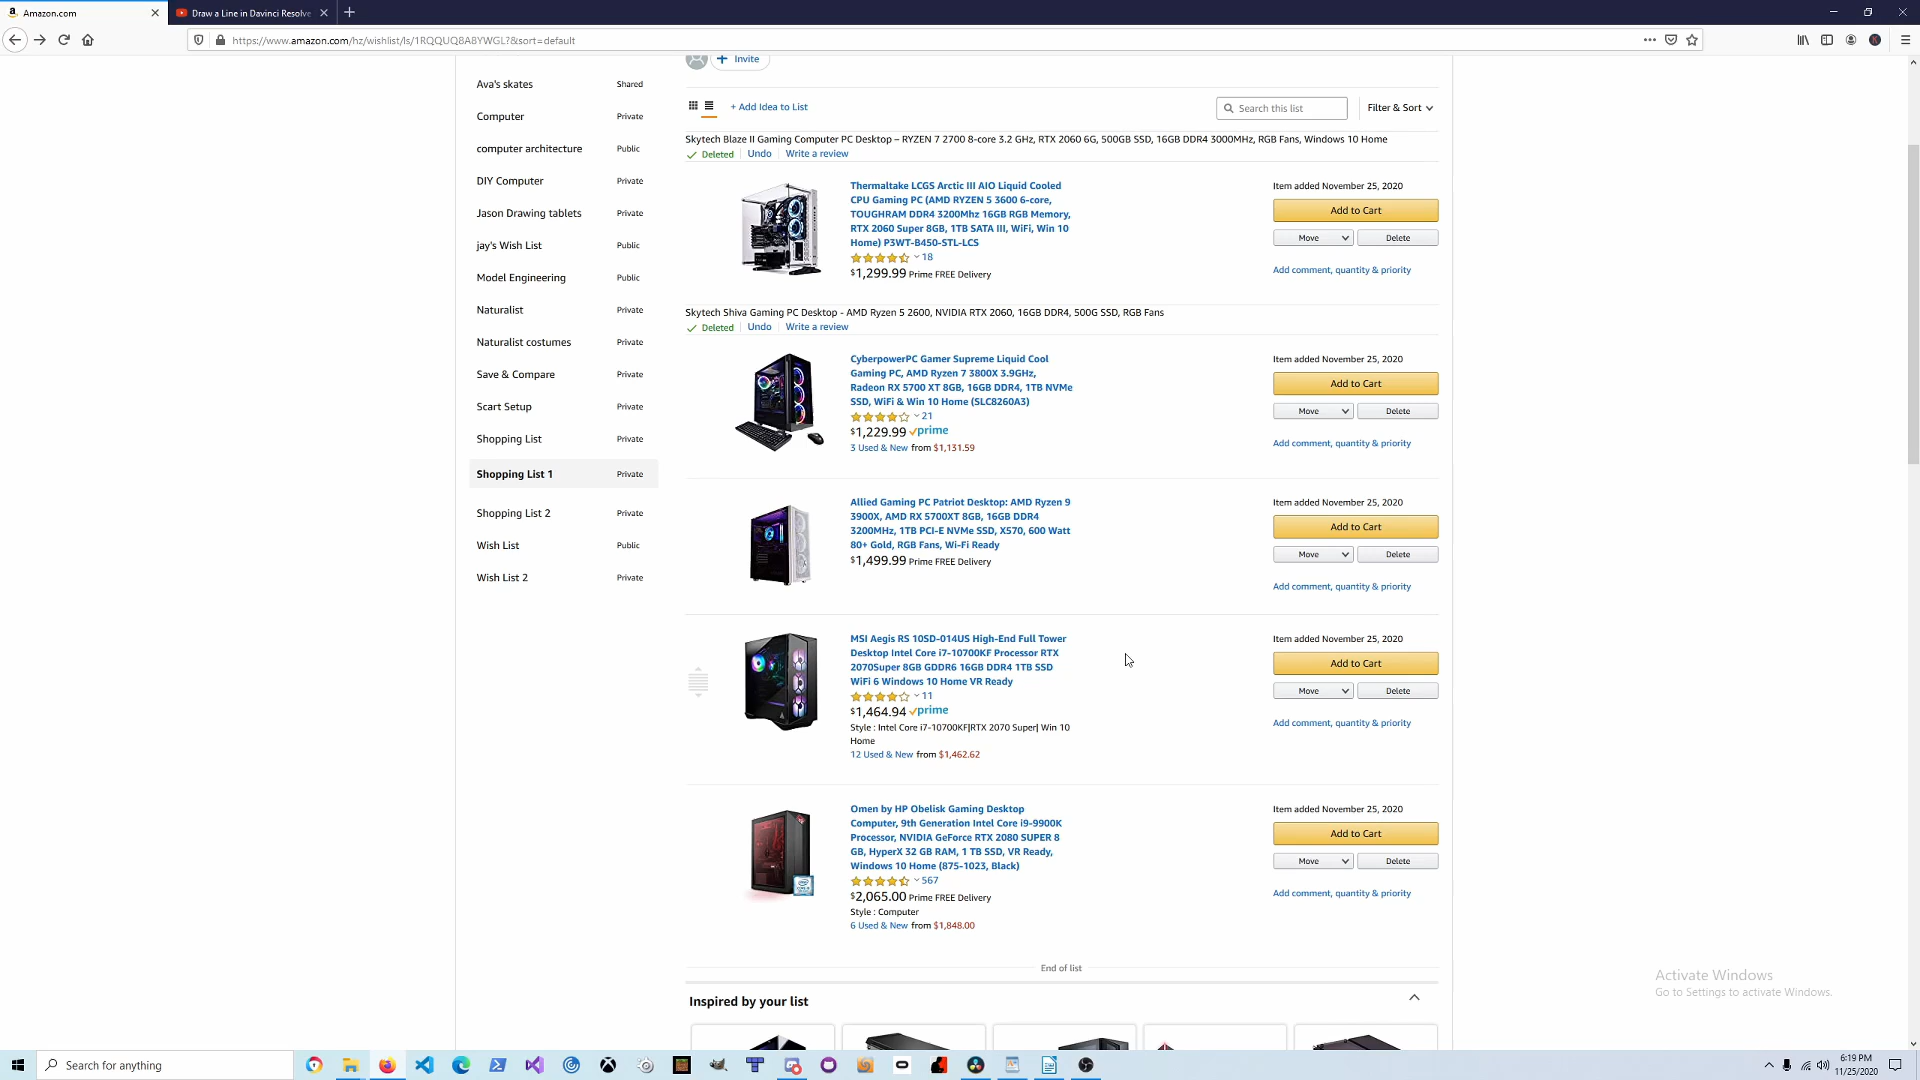 Amazon.com
Draw a Line in Davinci Resolve
https://www.amazon.com/hz/wishlist/ls/1RQQUQ8A8YWGL?&sort=default
Invite
Ava's skates Shared
Computer Private
computer architecture Public
DIY Computer Private
Jason Drawing tablets Private
jay's Wish List Public
Model Engineering Public
Naturalist Private
Naturalist costumes Private
Save & Compare Private
Scart Setup Private
Shopping List Private
Shopping List 1 Private
Shopping List 2 Private
Wish List Public
Wish List 2 Private
+ Add Idea to List
Search this list
Filter & Sort
Skytech Blaze II Gaming Computer PC Desktop – RYZEN 7 2700 8-core 3.2 GHz, RTX 2060 6G, 500GB SSD, 16GB DDR4 3000MHz, RGB Fans, Windows 10 Home
Deleted Undo Write a review
Thermaltake LCGS Arctic III AIO Liquid Cooled
CPU Gaming PC (AMD RYZEN 5 3600 6-core,
TOUGHRAM DDR4 3200Mhz 16GB RGB Memory,
RTX 2060 Super 8GB, 1TB SATA III, WiFi, Win 10
Home) P3WT-B450-STL-LCS
18
$1,299.99 Prime FREE Delivery
Item added November 25, 2020
Add to Cart
Move Delete
Add comment, quantity & priority
Skytech Shiva Gaming PC Desktop - AMD Ryzen 5 2600, NVIDIA RTX 2060, 16GB DDR4, 500G SSD, RGB Fans
Deleted Undo Write a review
CyberpowerPC Gamer Supreme Liquid Cool
Gaming PC, AMD Ryzen 7 3800X 3.9GHz,
Radeon RX 5700 XT 8GB, 16GB DDR4, 1TB NVMe
SSD, WiFi & Win 10 Home (SLC8260A3)
21
$1,229.99 prime
3 Used & New from $1,131.59
Item added November 25, 2020
Add to Cart
Move Delete
Add comment, quantity & priority
Allied Gaming PC Patriot Desktop: AMD Ryzen 9
3900X, AMD RX 5700XT 8GB, 16GB DDR4
3200MHz, 1TB PCI-E NVMe SSD, X570, 600 Watt
80+ Gold, RGB Fans, Wi-Fi Ready
$1,499.99 Prime FREE Delivery
Item added November 25, 2020
Add to Cart
Move Delete
Add comment, quantity & priority
MSI Aegis RS 10SD-014US High-End Full Tower
Desktop Intel Core i7-10700KF Processor RTX
2070Super 8GB GDDR6 16GB DDR4 1TB SSD
WiFi 6 Windows 10 Home VR Ready
11
$1,464.94 prime
Style : Intel Core i7-10700KF|RTX 2070 Super| Win 10
Home
12 Used & New from $1,462.62
Item added November 25, 2020
Add to Cart
Move Delete
Add comment, quantity & priority
Omen by HP Obelisk Gaming Desktop
Computer, 9th Generation Intel Core i9-9900K
Processor, NVIDIA GeForce RTX 2080 SUPER 8
GB, HyperX 32 GB RAM, 1 TB SSD, VR Ready,
Windows 10 Home (875-1023, Black)
567
$2,065.00 Prime FREE Delivery
Style : Computer
6 Used & New from $1,848.00
Item added November 25, 2020
Add to Cart
Move Delete
Add comment, quantity & priority
End of list
Inspired by your list
Activate Windows
Go to Settings to activate Windows.
Search for anything
6:19 PM
11/25/2020